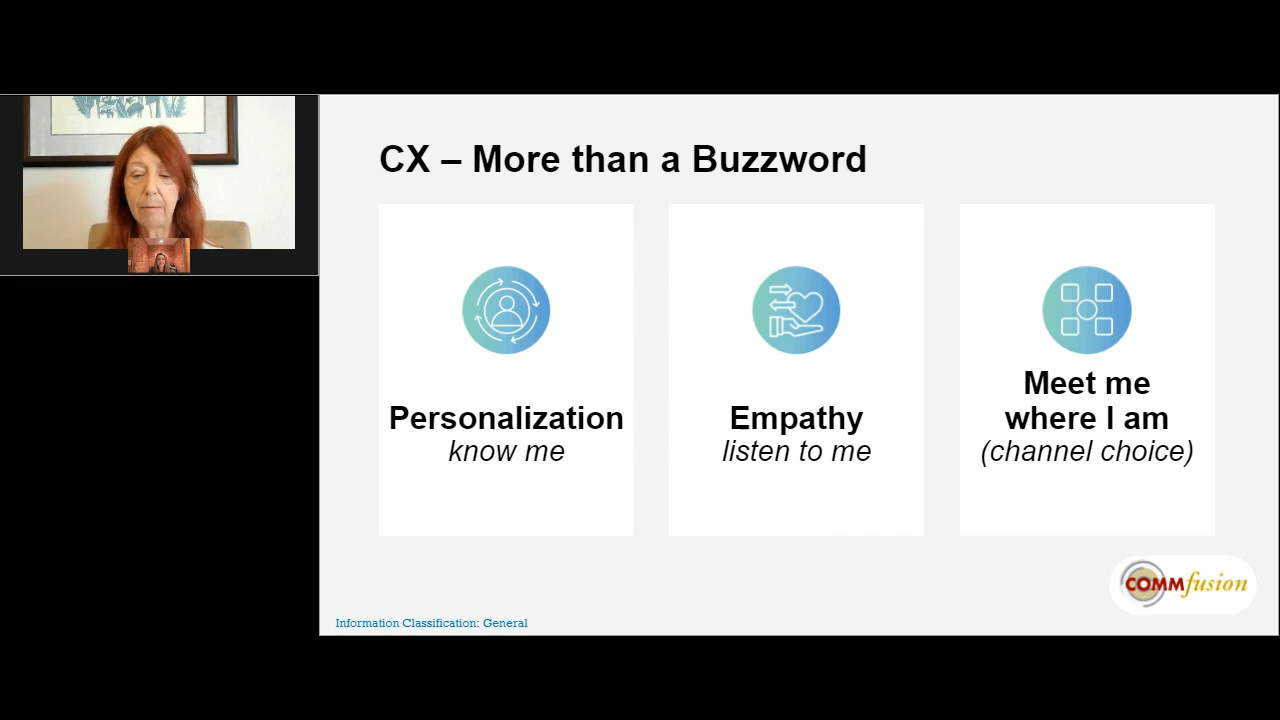 CX – More than a Buzzword
Personalization
know me
Empathy
listen to me
Meet me
where I am
(channel choice)
COMMfusion
Information Classification: General